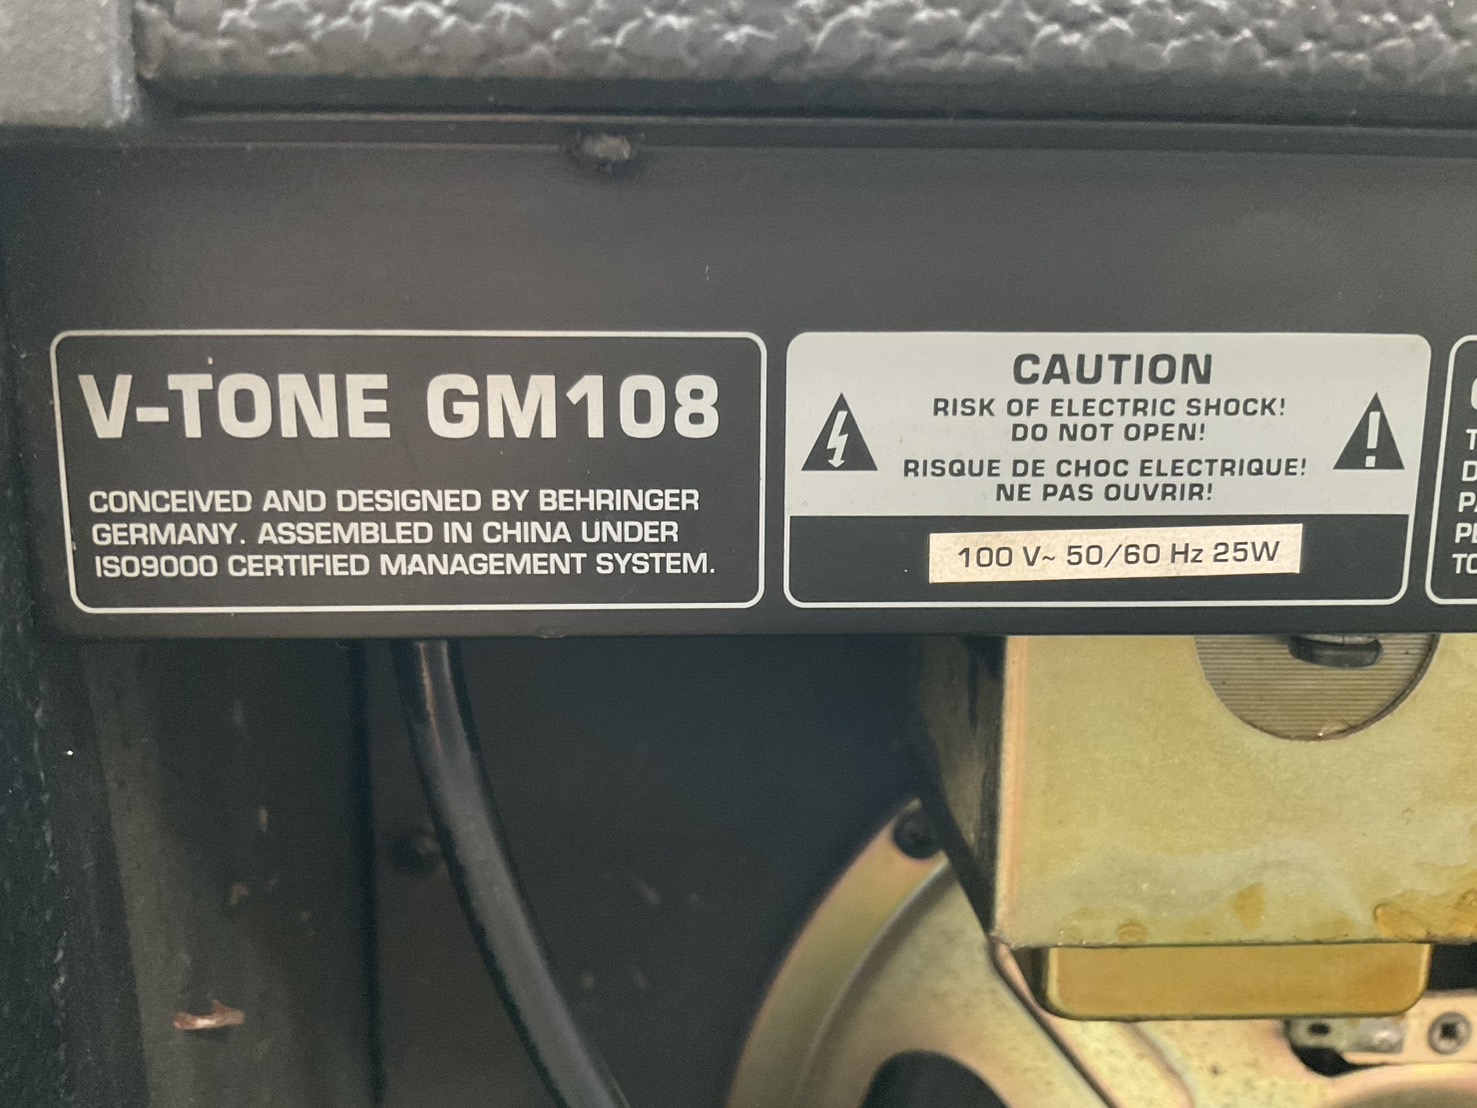 V-TONE GM108
CONCEIVED AND DESIGNED BY BEHRINGER
GERMANY. ASSEMBLED IN CHINA UNDER
ISO9000 CERTIFIED MANAGEMENT SYSTEM.
CAUTION
RISK OF ELECTRIC SHOCK!
DO NOT OPEN!
RISQUE DE CHOC ELECTRIQUE!
NE PAS OUVRIR!
100 V~ 50/60 Hz 25W